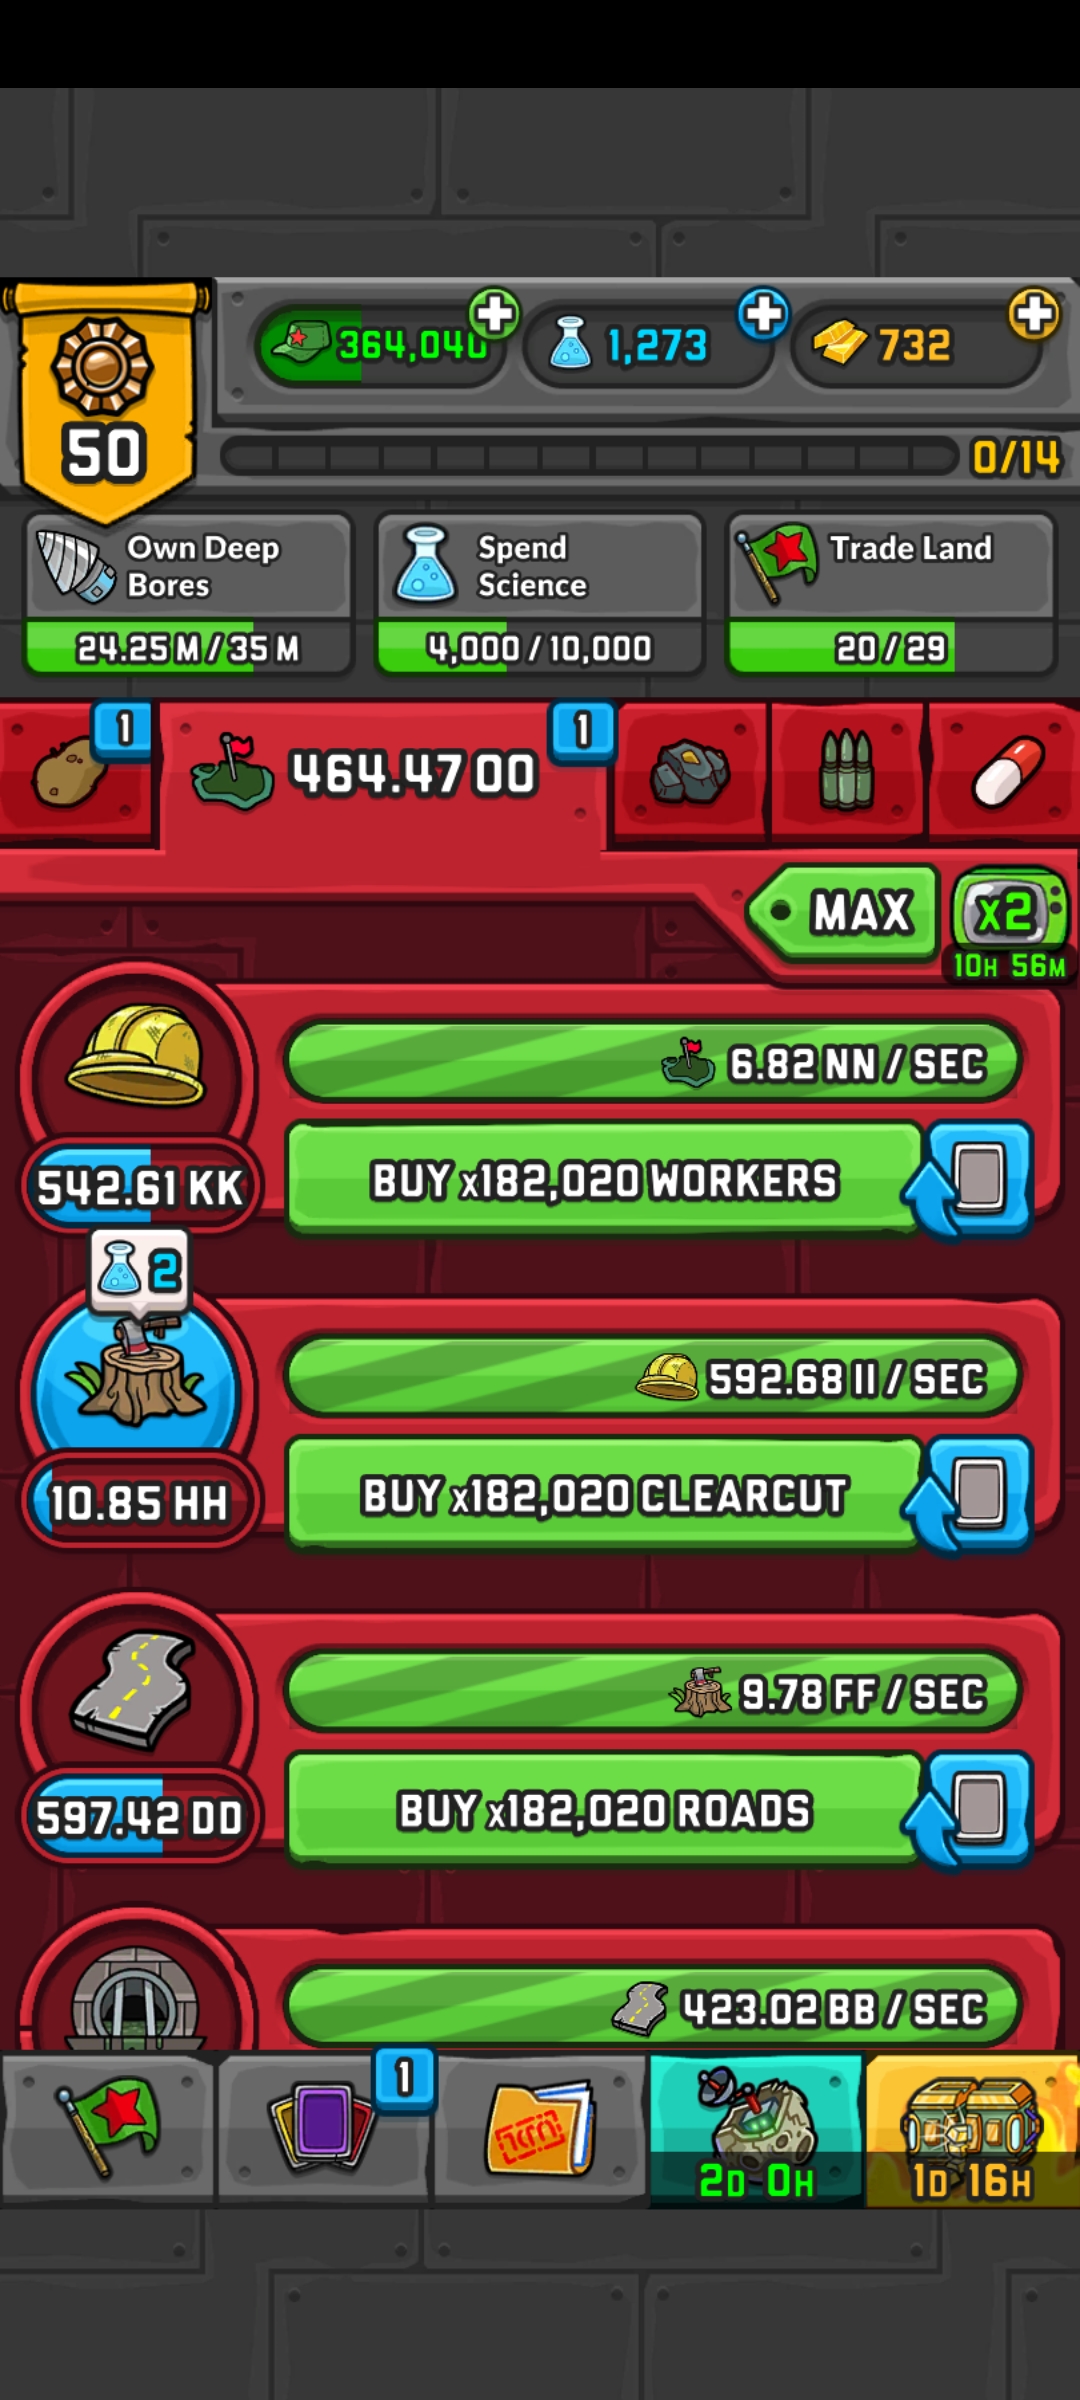 364,040
1,273
732
50
0/14
Own Deep
Bores
24.25 M / 35 M
Spend
Science
4,000 / 10,000
Trade Land
20 / 29
1
464.47 OO
1
MAX
x2
10H 56M
6.82 NN / SEC
542.61 KK
BUY x182,020 WORKERS
2
592.68 II / SEC
10.85 HH
BUY x182,020 CLEARCUT
9.78 FF / SEC
597.42 DD
BUY x182,020 ROADS
423.02 BB / SEC
1
2D 0H
1D 16H